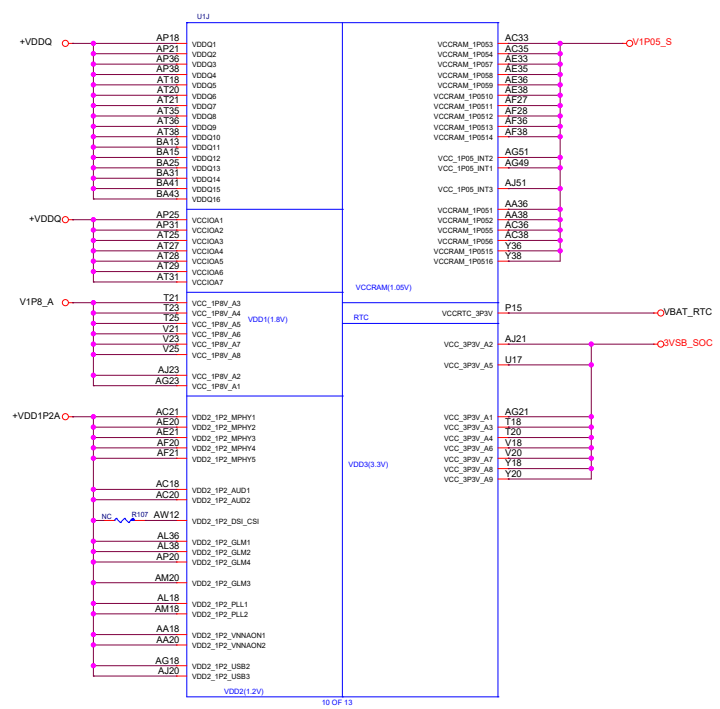 U1J
+VDDQ
AP18 VDDQ1
AP21 VDDQ2
AP36 VDDQ3
AP38 VDDQ4
AT18 VDDQ5
AT20 VDDQ6
AT21 VDDQ7
AT35 VDDQ8
AT36 VDDQ9
AT38 VDDQ10
BA13 VDDQ11
BA15 VDDQ12
BA25 VDDQ13
BA31 VDDQ14
BA41 VDDQ15
BA43 VDDQ16
+VDDQ
AP25 VCCIOA1
AP31 VCCIOA2
AT25 VCCIOA3
AT27 VCCIOA4
AT28 VCCIOA5
AT29 VCCIOA6
AT31 VCCIOA7
V1P8_A
T21 VCC_1P8V_A3
T23 VCC_1P8V_A4
T25 VCC_1P8V_A5
V21 VCC_1P8V_A6
V23 VCC_1P8V_A7
V25 VCC_1P8V_A8
AJ23 VCC_1P8V_A2
AG23 VCC_1P8V_A1
VDD1(1.8V)
+VDD1P2A
AC21 VDD2_1P2_MPHY1
AE20 VDD2_1P2_MPHY2
AE21 VDD2_1P2_MPHY3
AF20 VDD2_1P2_MPHY4
AF21 VDD2_1P2_MPHY5
AC18 VDD2_1P2_AUD1
AC20 VDD2_1P2_AUD2
NC R107 AW12 VDD2_1P2_DSI_CSI
AL36 VDD2_1P2_GLM1
AL38 VDD2_1P2_GLM2
AP20 VDD2_1P2_GLM4
AM20 VDD2_1P2_GLM3
AL18 VDD2_1P2_PLL1
AM18 VDD2_1P2_PLL2
AA18 VDD2_1P2_VNNAON1
AA20 VDD2_1P2_VNNAON2
AG18 VDD2_1P2_USB2
AJ20 VDD2_1P2_USB3
VDD2(1.2V)
VCCRAM_1P053 AC33
V1P05_S
VCCRAM_1P054 AC35
VCCRAM_1P057 AE33
VCCRAM_1P058 AE35
VCCRAM_1P059 AE36
VCCRAM_1P0510 AE38
VCCRAM_1P0511 AF27
VCCRAM_1P0512 AF28
VCCRAM_1P0513 AF36
VCCRAM_1P0514 AF38
VCC_1P05_INT2 AG51
VCC_1P05_INT1 AG49
VCC_1P05_INT3 AJ51
VCCRAM_1P051 AA36
VCCRAM_1P052 AA38
VCCRAM_1P055 AC36
VCCRAM_1P056 AC38
VCCRAM_1P0515 Y36
VCCRAM_1P0516 Y38
VCCRAM(1.05V)
VCCRTC_3P3V P15
VBAT_RTC
RTC
VCC_3P3V_A2 AJ21
3VSB_SOC
VCC_3P3V_A5 U17
VCC_3P3V_A1 AG21
VCC_3P3V_A3 T18
VCC_3P3V_A4 T20
VCC_3P3V_A6 V18
VCC_3P3V_A7 V20
VCC_3P3V_A8 Y18
VCC_3P3V_A9 Y20
VDD3(3.3V)
10 OF 13